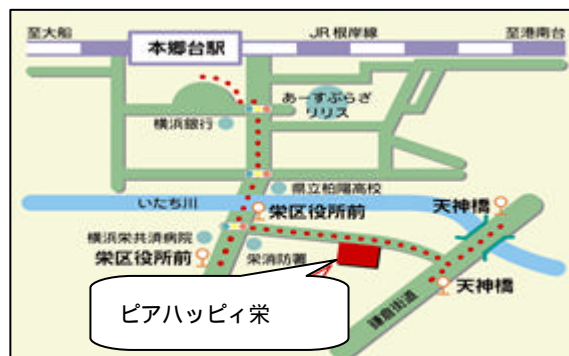 至大船
本郷台駅
JR根岸線
至港南台
あーすぷらざ
リリス
横浜銀行
県立柏陽高校
いたち川
栄区役所前
天神橋
横浜栄共済病院
栄区役所前
栄消防署
天神橋
鎌倉街道
ピアハッピィ栄